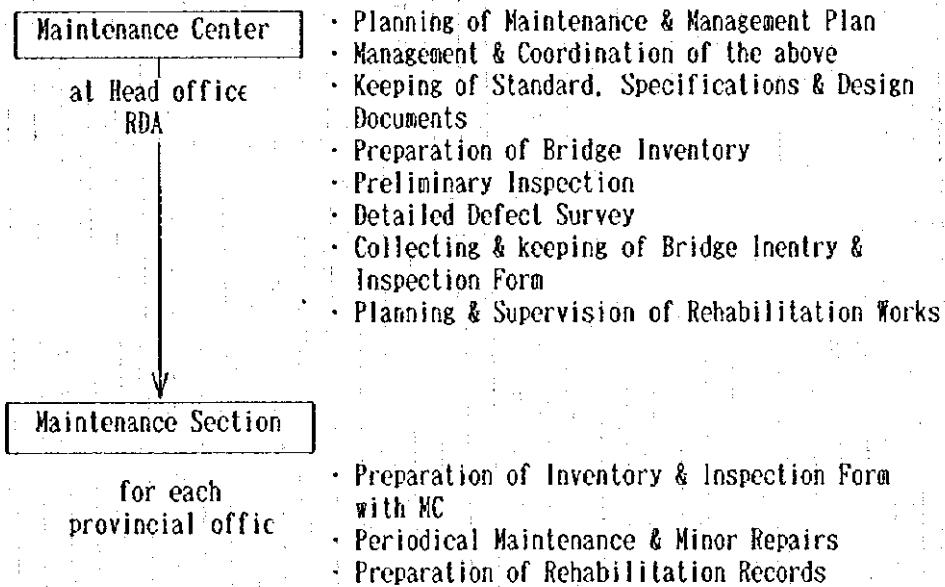 Maintenance Center
at Head office
RDA
· Planning of Maintenance & Management Plan
· Management & Coordination of the above
· Keeping of Standard, Specifications & Design
Documents
· Preparation of Bridge Inventory
· Preliminary Inspection
· Detailed Defect Survey
· Collecting & keeping of Bridge Inentry &
Inspection Form
· Planning & Supervision of Rehabilitation Works
Maintenance Section
for each
provincial offic
· Preparation of Inventory & Inspection Form
with MC
· Periodical Maintenance & Minor Repairs
· Preparation of Rehabilitation Records